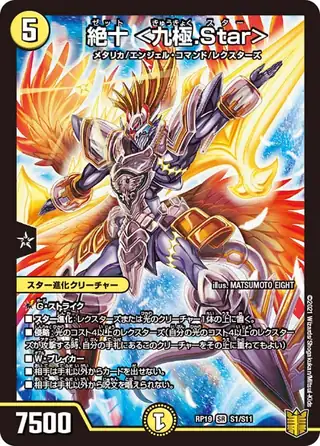 5
ゼット きゅうきょく スター
絶十 <九極.Star>
メタリカ/エンジェル・コマンド/レクスターズ
スター進化クリーチャー
illus: MATSUMOTO EIGHT
G・ストライク
■スター進化:レクスターズまたは光のクリーチャー1体の上に置く。
■侵略:光のコスト4以上のレクスターズ(自分の光のコスト4以上のレクスターズが攻撃する時、自分の手札にあるこのクリーチャーをその上に重ねてもよい)
■W・ブレイカー
■相手は手札以外からカードを出せない。
■相手は手札以外から呪文を唱えられない。
7500
1
RP19 SR S1/S11
©2021 Wizards/Shogakukan/Mitsui-Kids